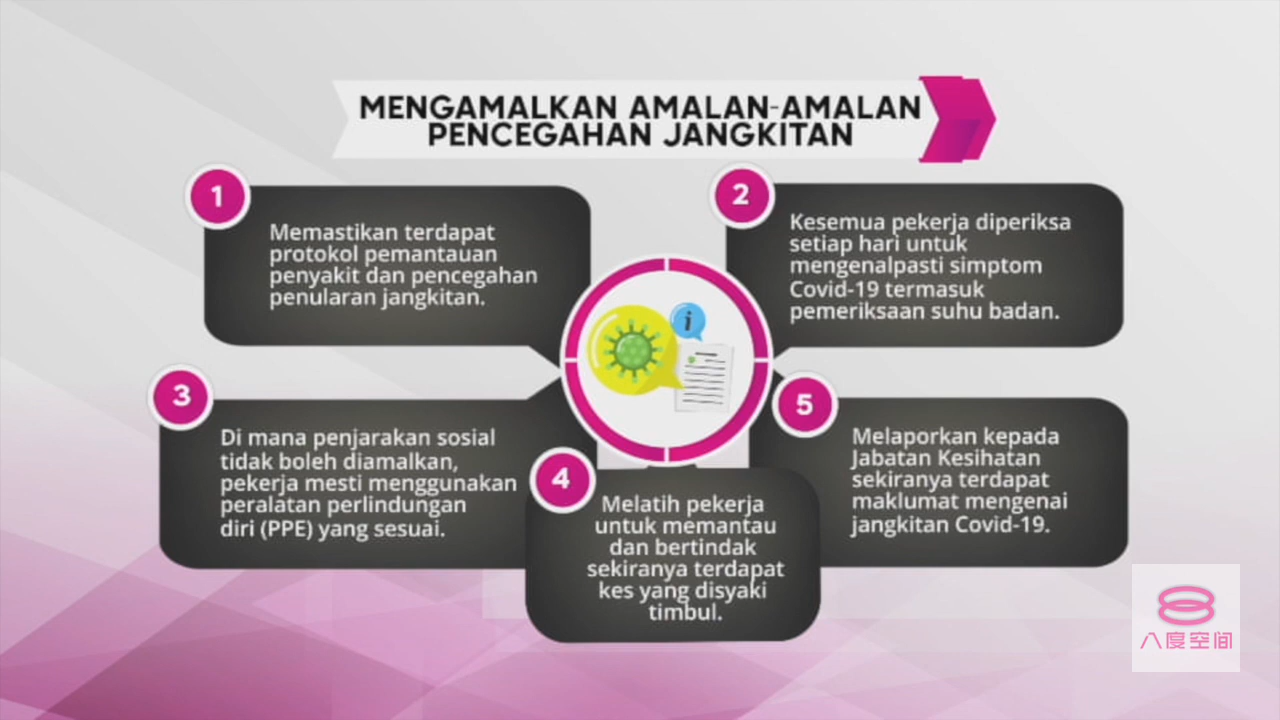 MENGAMALKAN AMALAN-AMALAN
PENCEGAHAN JANGKITAN
1
Memastikan terdapat
protokol pemantauan
penyakit dan pencegahan
penularan jangkitan.
2
Kesemua pekerja diperiksa
setiap hari untuk
mengenalpasti simptom
Covid-19 termasuk
pemeriksaan suhu badan.
3
Di mana penjarakan sosial
tidak boleh diamalkan,
pekerja mesti menggunakan
peralatan perlindungan
diri (PPE) yang sesuai.
4
Melatih pekerja
untuk memantau
dan bertindak
sekiranya terdapat
kes yang disyaki
timbul.
5
Melaporkan kepada
Jabatan Kesihatan
sekiranya terdapat
maklumat mengenai
jangkitan Covid-19.
i
八度空间